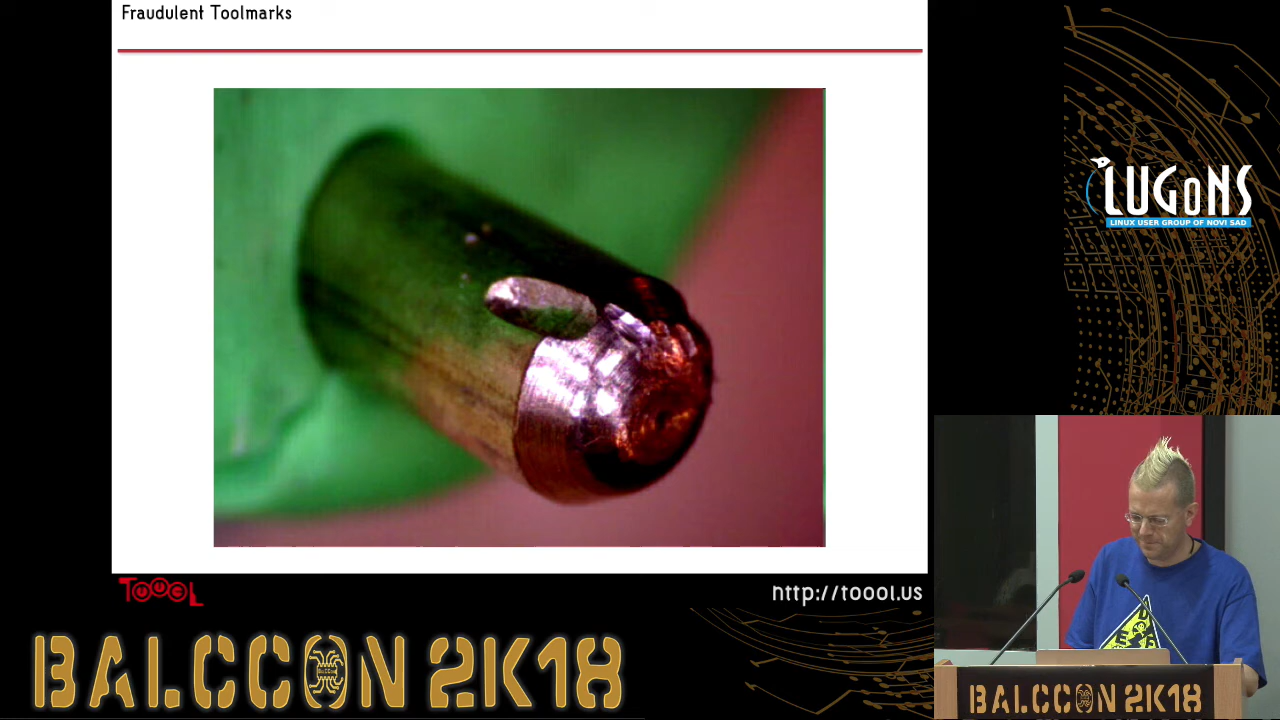 Fraudulent Toolmarks
LUGoNS
LINUX USER GROUP OF NOVI SAD
TOOOL
http://toool.us
BALCCON 2K18
BALCCON 2K18